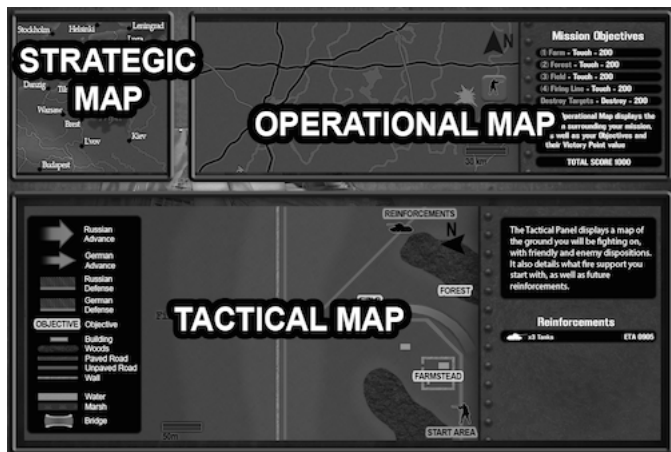 Stockholm Helsinki Leningrad
STRATEGIC
MAP
Danzig
Warsaw
Brest
Lvov Kiev
Budapest
N
OPERATIONAL MAP
30 km
Mission Objectives
(1) Farm - Touch - 200
(2) Forest - Touch - 200
(3) Field - Touch - 200
(4) Firing Line - Touch - 200
Destroy Targets - Destroy - 200
Operational Map displays the
surrounding your mission,
as well as your Objectives and
their Victory Point value
TOTAL SCORE 1000
Russian
Advance
German
Advance
Russian
Defense
German
Defense
OBJECTIVE Objective
Building
Woods
Paved Road
Unpaved Road
Wall
Water
Marsh
Bridge
TACTICAL MAP
REINFORCEMENTS
N
FOREST
FARMSTEAD
START AREA
50m
The Tactical Panel displays a map of
the ground you will be fighting on,
with friendly and enemy dispositions.
It also details what fire support you
start with, as well as future
reinforcements.
Reinforcements
x3 Tanks ETA 0905